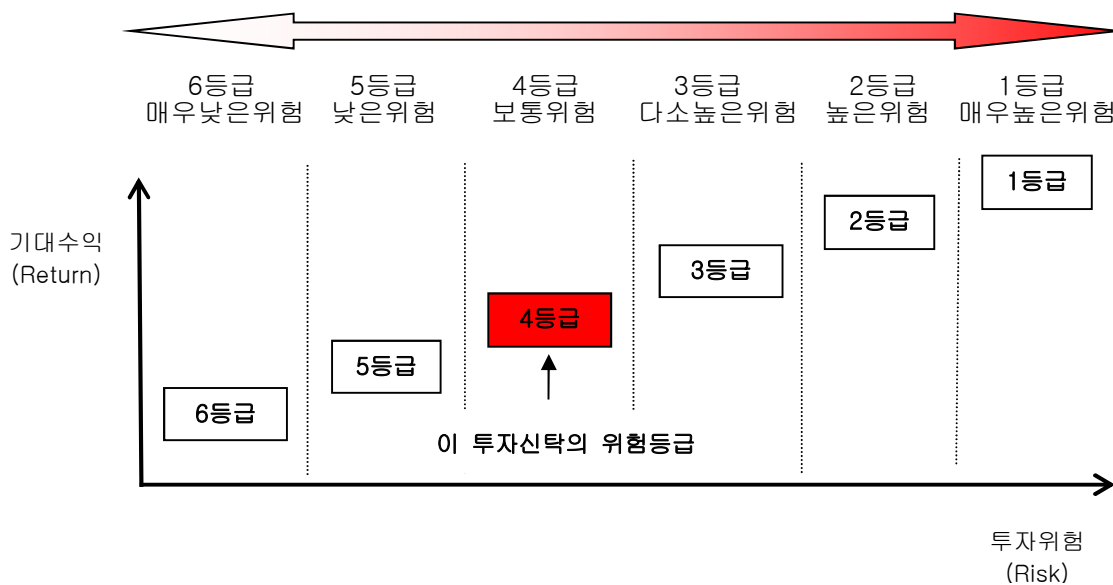 6등급 5등급 4등급 3등급 2등급 1등급
매우낮은위험 낮은위험 보통위험 다소높은위험 높은위험 매우높은위험
1등급
2등급
기대수익
(Return)
3등급
4등급
5등급
6등급
이 투자신탁의 위험등급
투자위험
(Risk)